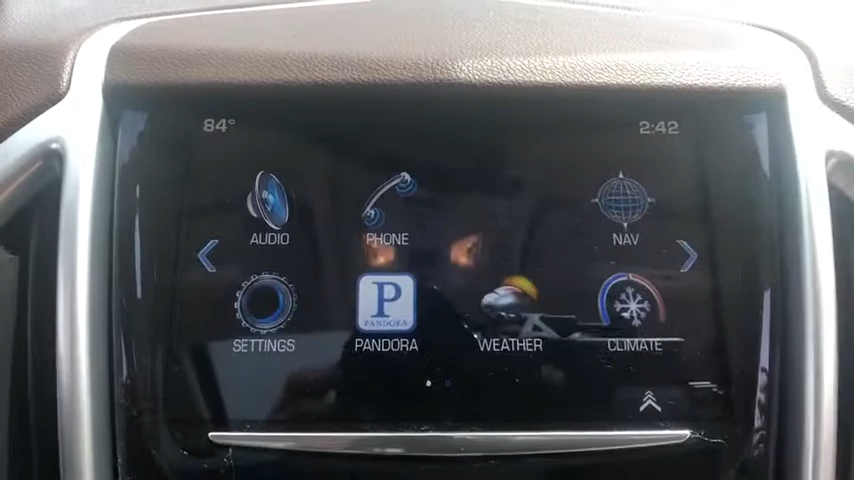 84° 2:42
AUDIO PHONE NAV
P
PANDORA
SETTINGS PANDORA WEATHER CLIMATE